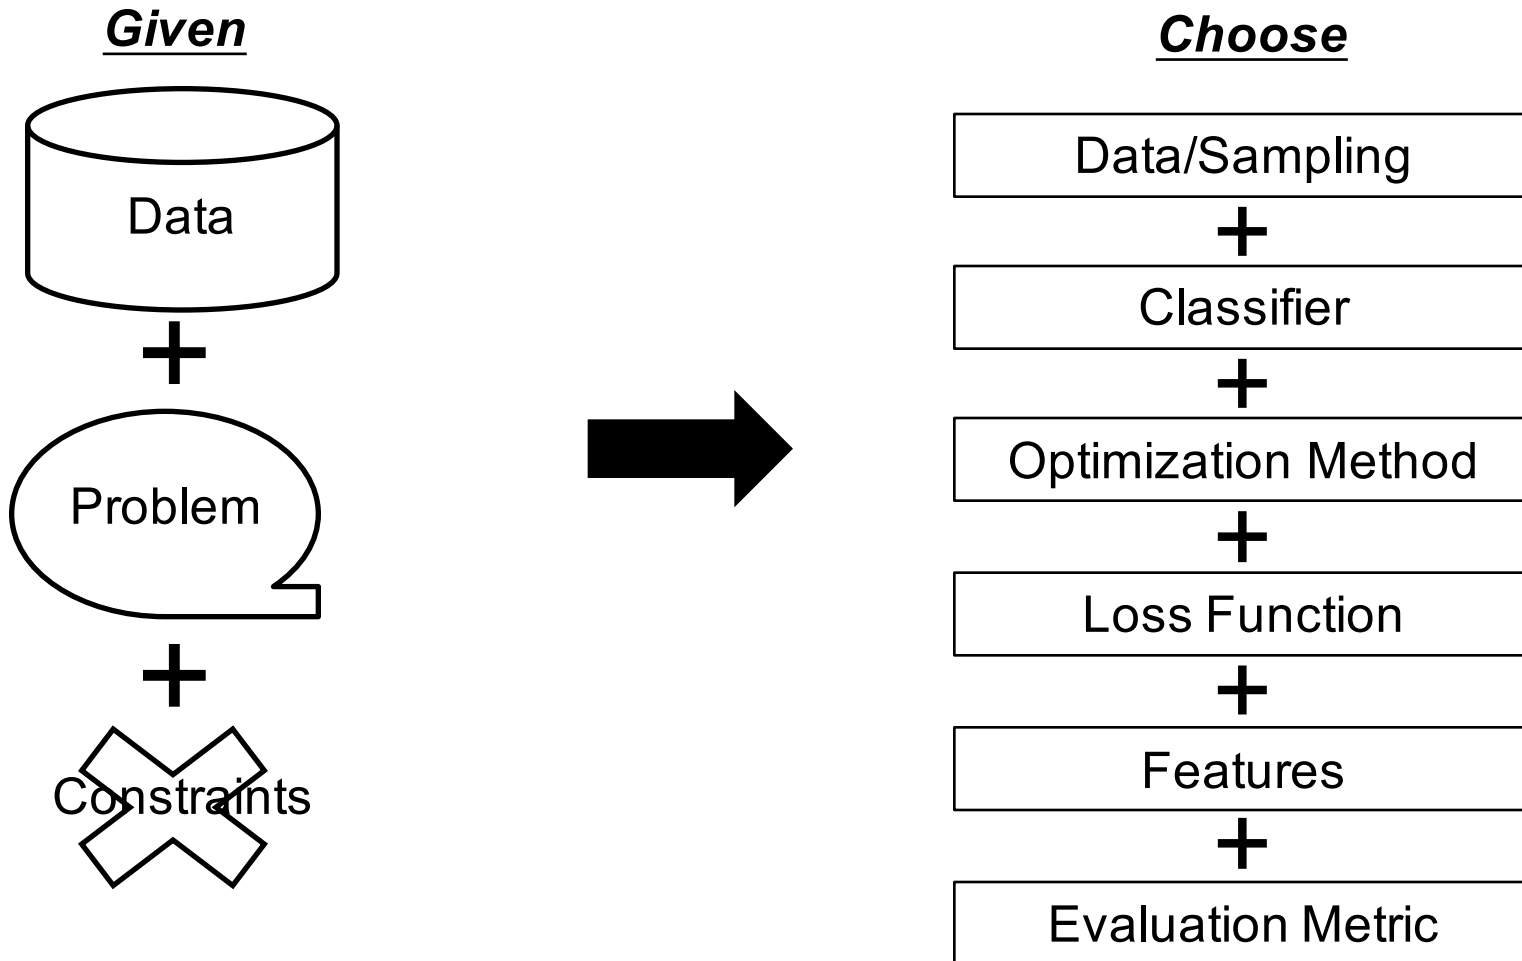 Given
Data
+
Problem
+
Constraints
Choose
Data/Sampling
+
Classifier
+
Optimization Method
+
Loss Function
+
Features
+
Evaluation Metric